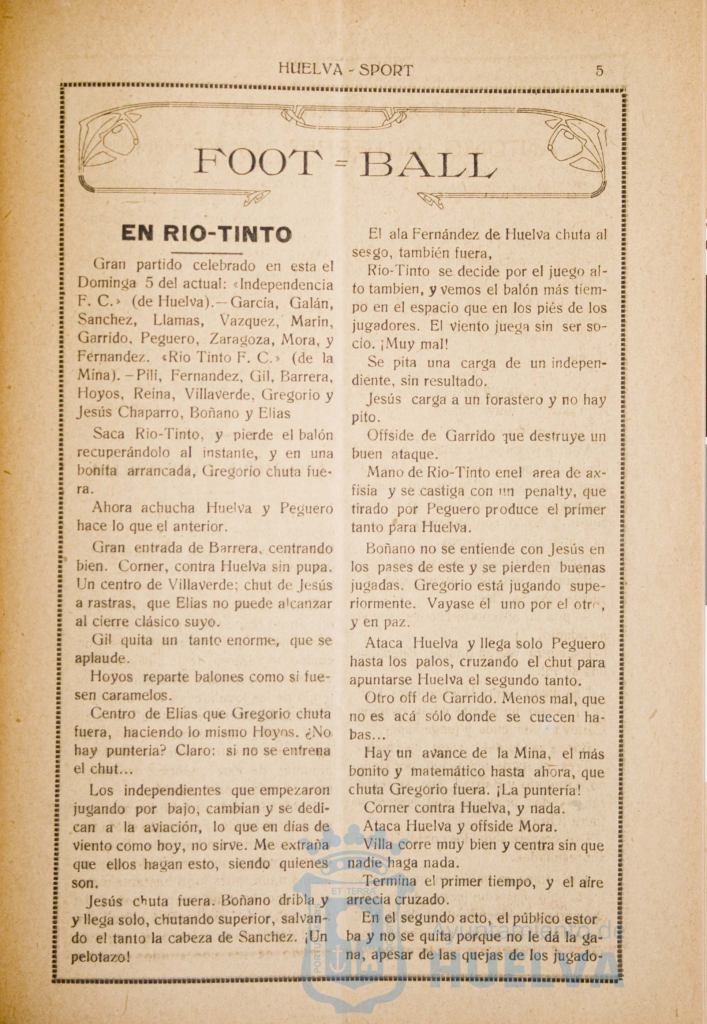 HUELVA - SPORT
5
FOOT = BALL
EN RIO-TINTO
Gran partido celebrado en esta el
Dominga 5 del actual: «Independencia
F. C.» (de Huelva).—García, Galán,
Sanchez, Llamas, Vazquez, Marin,
Garrido, Peguero, Zaragoza, Mora, y
Fernandez. «Rio Tinto F. C.» (de la
Mina).—Pili, Fernandez, Gil, Barrera,
Hoyos, Reina, Villaverde, Gregorio y
Jesús Chaparro, Boñano y Elias
Saca Rio-Tinto, y pierde el balón
recuperándolo al instante, y en una
bonita arrancada, Gregorio chuta fue-
ra.
Ahora achucha Huelva y Peguero
hace lo que el anterior.
Gran entrada de Barrera, centrando
bien. Corner, contra Huelva sin pupa.
Un centro de Villaverde; chut de Jesús
a rastras, que Elias no puede alcanzar
al cierre clásico suyo.
Gil quita un tanto enorme, que se
aplaude.
Hoyos reparte balones como si fue-
sen caramelos.
Centro de Elías que Gregorio chuta
fuera, haciendo lo mismo Hoyos. ¿No
hay puntería? Claro: si no se entrena
el chut...
Los independientes que empezaron
jugando por bajo, cambian y se dedi-
can a la aviación, lo que en días de
viento como hoy, no sirve. Me extraña
que ellos hagan esto, siendo quienes
son.
Jesús chuta fuera. Boñano dribla y
y llega solo, chutando superior, salvan-
do el tanto la cabeza de Sanchez. ¡Un
pelotazo!
El ala Fernández de Huelva chuta al
sesgo, también fuera,
Rio-Tinto se decide por el juego al-
to tambien, y vemos el balón más tiem-
po en el espacio que en los piés de los
jugadores. El viento juega sin ser so-
cio. ¡Muy mal!
Se pita una carga de un indepen-
diente, sin resultado.
Jesús carga a un forastero y no hay
pito.
Offside de Garrido que destruye un
buen ataque.
Mano de Rio-Tinto enel area de ax-
fisia y se castiga con un penalty, que
tirado por Peguero produce el primer
tanto para Huelva.
Boñano no se entiende con Jesús en
los pases de este y se pierden buenas
jugadas. Gregorio está jugando supe-
riormente. Vayase el uno por el otro,
y en paz.
Ataca Huelva y llega solo Peguero
hasta los palos, cruzando el chut para
apuntarse Huelva el segundo tanto.
Otro off de Garrido. Menos mal, que
no es acá sólo donde se cuecen ha-
bas...
Hay un avance de la Mina, el más
bonito y matemático hasta ahora, que
chuta Gregorio fuera. ¡La puntería!
Corner contra Huelva, y nada.
Ataca Huelva y offside Mora.
Villa corre muy bien y centra sin que
nadie haga nada.
Termina el primer tiempo, y el aire
arrecia cruzado.
En el segundo acto, el público estor
ba y no se quita porque no le dá la ga-
na, apesar de las quejas de los jugado-
Ayuntamiento de
HUELVA